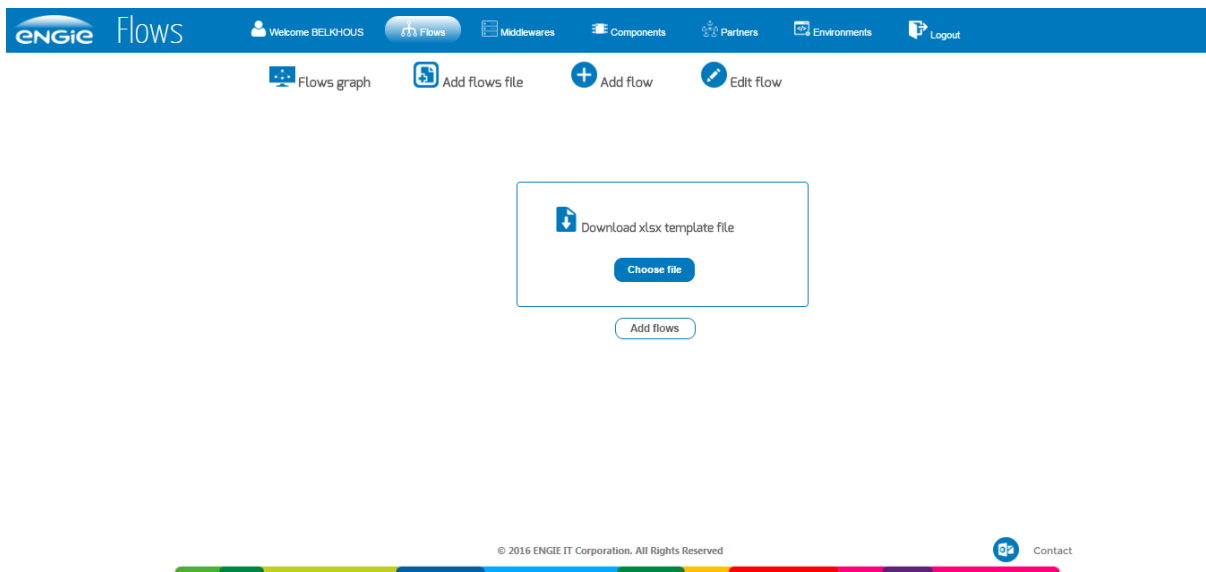 ENGIE Flows Welcome BELKHOUS Flows Middlewares Components Partners Environments Logout
Flows graph Add flows file Add flow Edit flow
Download xlsx template file
Choose file
Add flows
© 2016 ENGIE IT Corporation. All Rights Reserved Contact